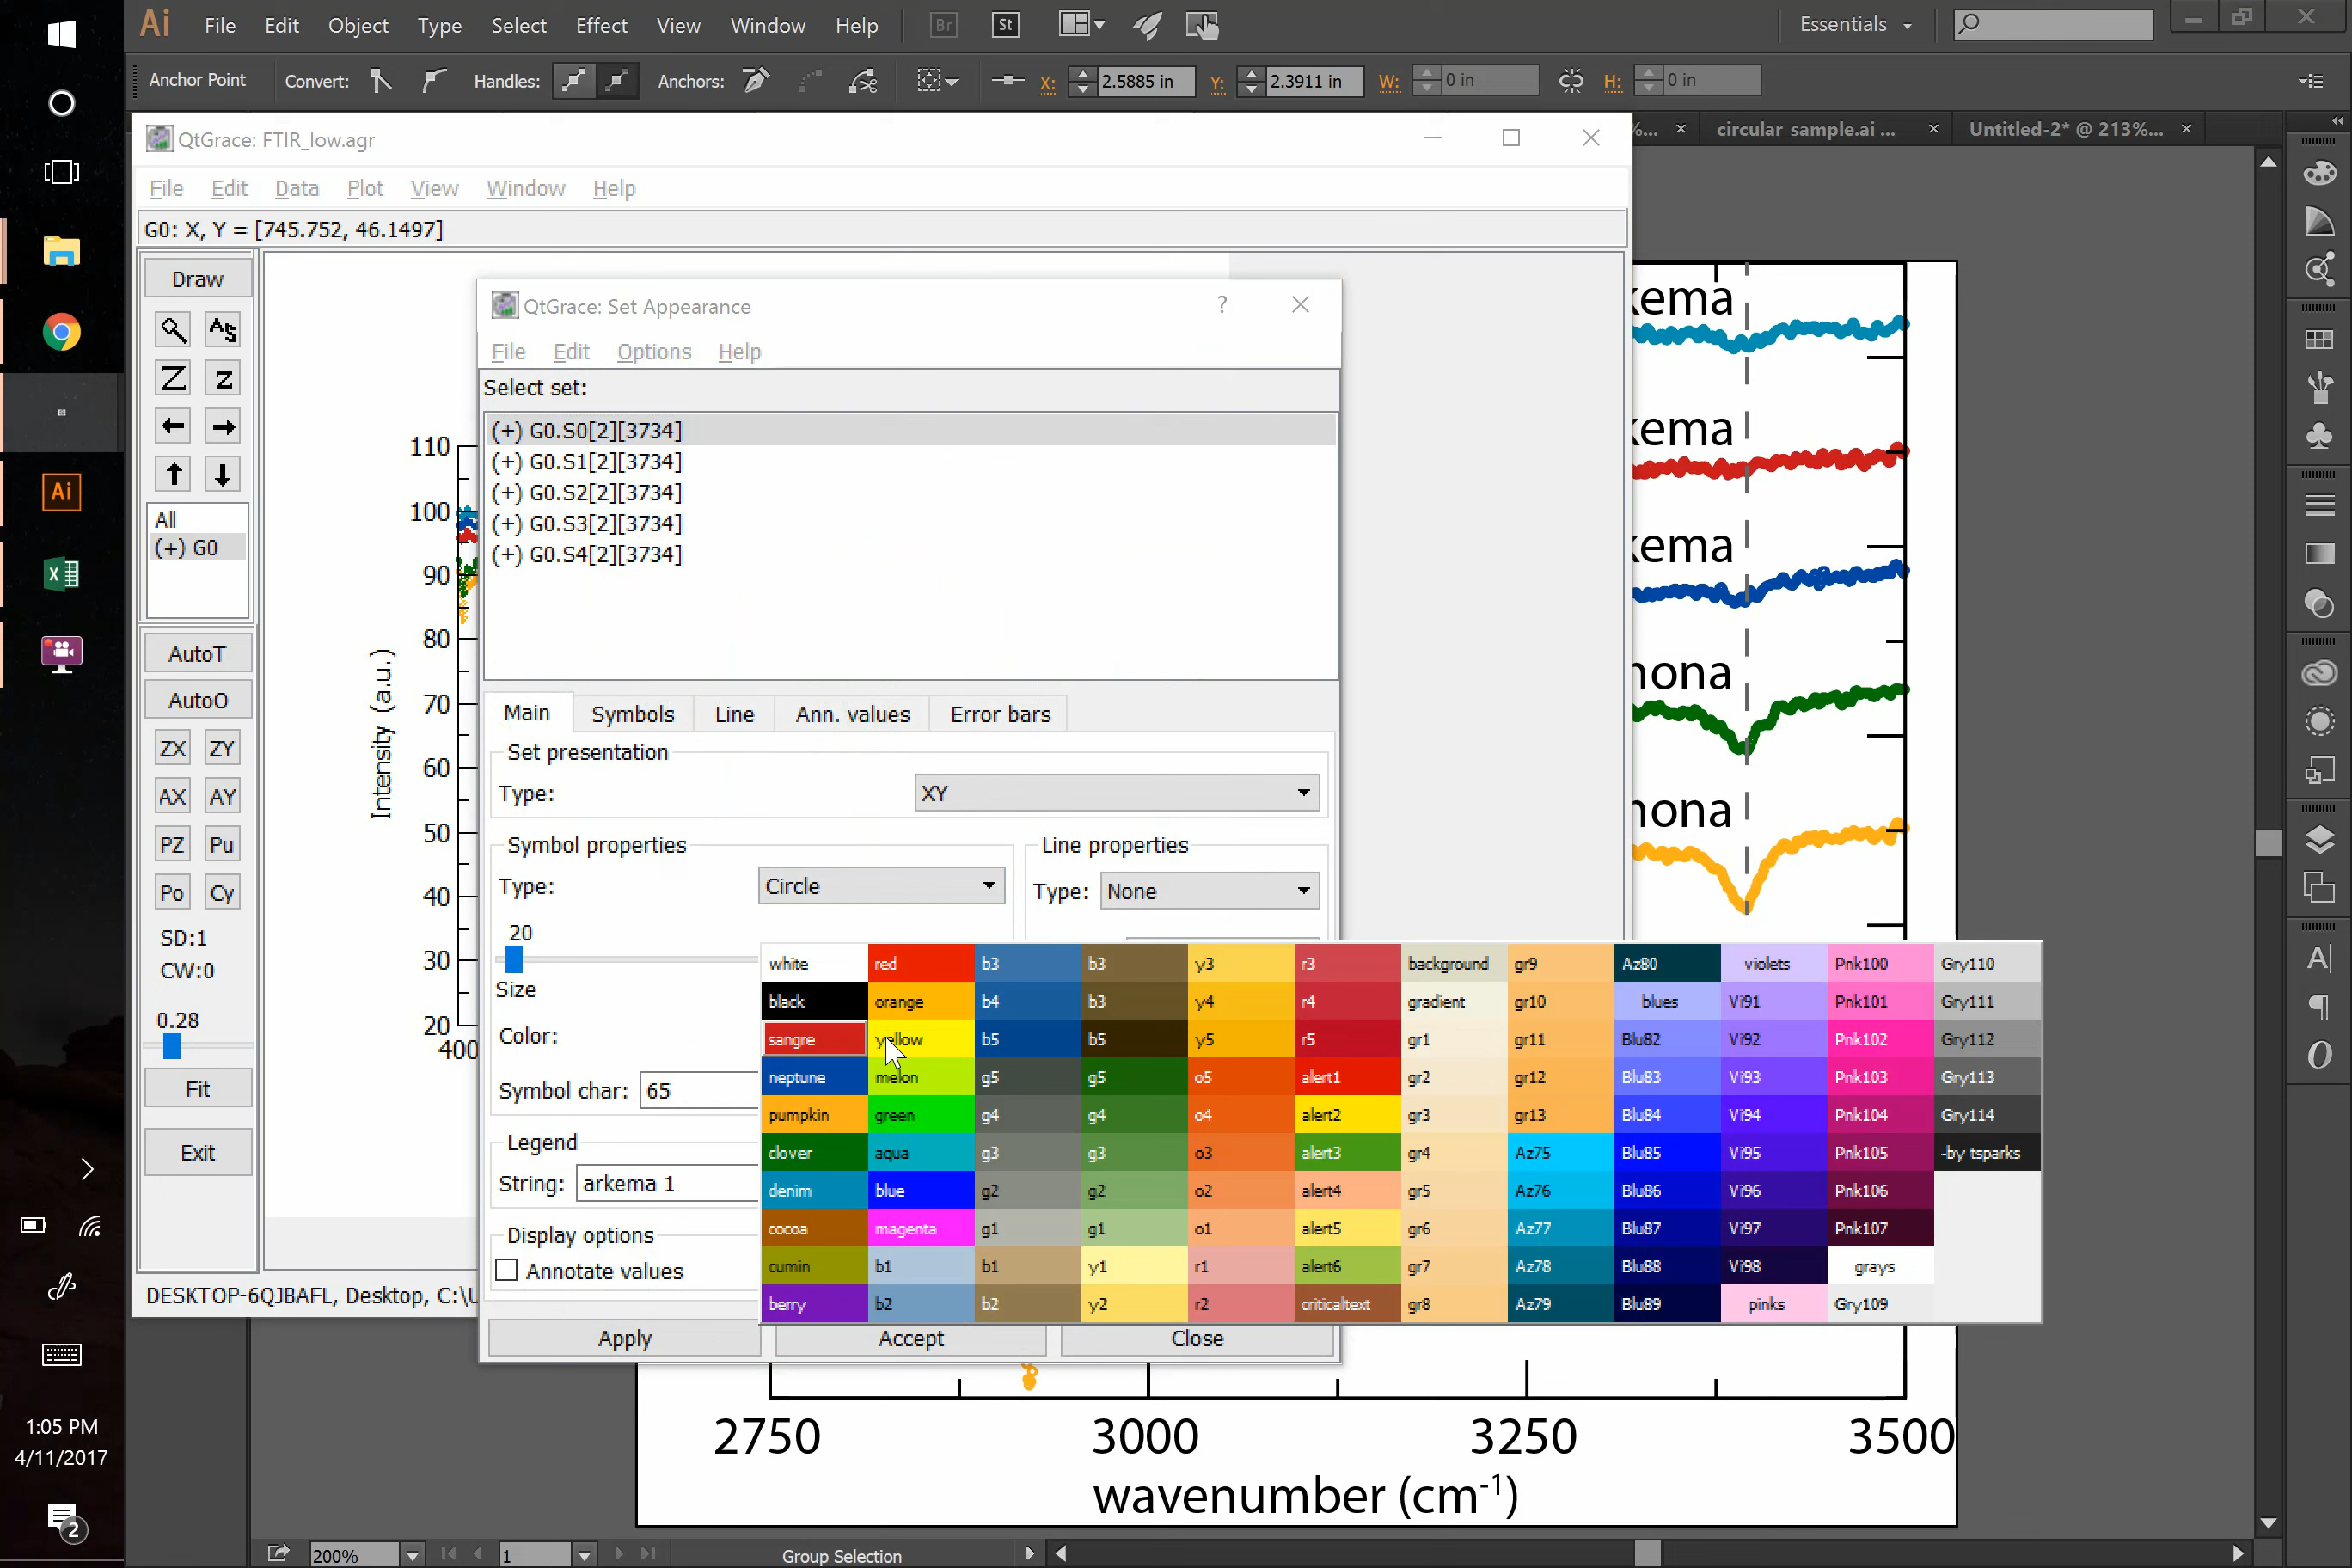 Ai File Edit Object Type Select Effect View Window Help Br St Essentials
Anchor Point Convert: Handles: Anchors: X: 2.5885 in Y: 2.3911 in W: 0 in H: 0 in
%... × circular_sample.ai ... × Untitled-2* @ 213%... ×
QtGrace: FTIR_low.agr
File Edit Data Plot View Window Help
G0: X, Y = [745.752, 46.1497]
Draw
All
(+) G0
AutoT
AutoO
ZX ZY
AX AY
PZ Pu
Po Cy
SD:1
CW:0
0.28
Fit
Exit
DESKTOP-6QJBAFL, Desktop, C:\U
Intensity (a.u.)
110
100
90
80
70
60
50
40
30
20
400
QtGrace: Set Appearance
File Edit Options Help
Select set:
(+) G0.S0[2][3734]
(+) G0.S1[2][3734]
(+) G0.S2[2][3734]
(+) G0.S3[2][3734]
(+) G0.S4[2][3734]
Main Symbols Line Ann. values Error bars
Set presentation
Type: XY
Symbol properties Line properties
Type: Circle Type: None
20
Size
Color:
Symbol char: 65
Legend
String: arkema 1
Display options
Annotate values
Apply Accept Close
white red b3 b3 y3 r3 background gr9 Az80 violets Pnk100 Gry110
black orange b4 b3 y4 r4 gradient gr10 blues Vi91 Pnk101 Gry111
sangre yellow b5 b5 y5 r5 gr1 gr11 Blu82 Vi92 Pnk102 Gry112
neptune melon g5 g5 o5 alert1 gr2 gr12 Blu83 Vi93 Pnk103 Gry113
pumpkin green g4 g4 o4 alert2 gr3 gr13 Blu84 Vi94 Pnk104 Gry114
clover aqua g3 g3 o3 alert3 gr4 Az75 Blu85 Vi95 Pnk105 -by tsparks
denim blue g2 g2 o2 alert4 gr5 Az76 Blu86 Vi96 Pnk106
cocoa magenta g1 g1 o1 alert5 gr6 Az77 Blu87 Vi97 Pnk107
cumin b1 b1 y1 r1 alert6 gr7 Az78 Blu88 Vi98 grays
berry b2 b2 y2 r2 criticaltext gr8 Az79 Blu89 pinks Gry109
kema
kema
kema
nona
nona
2750 3000 3250 3500
wavenumber (cm-1)
200% 1 Group Selection
Ai
1:05 PM
4/11/2017
2